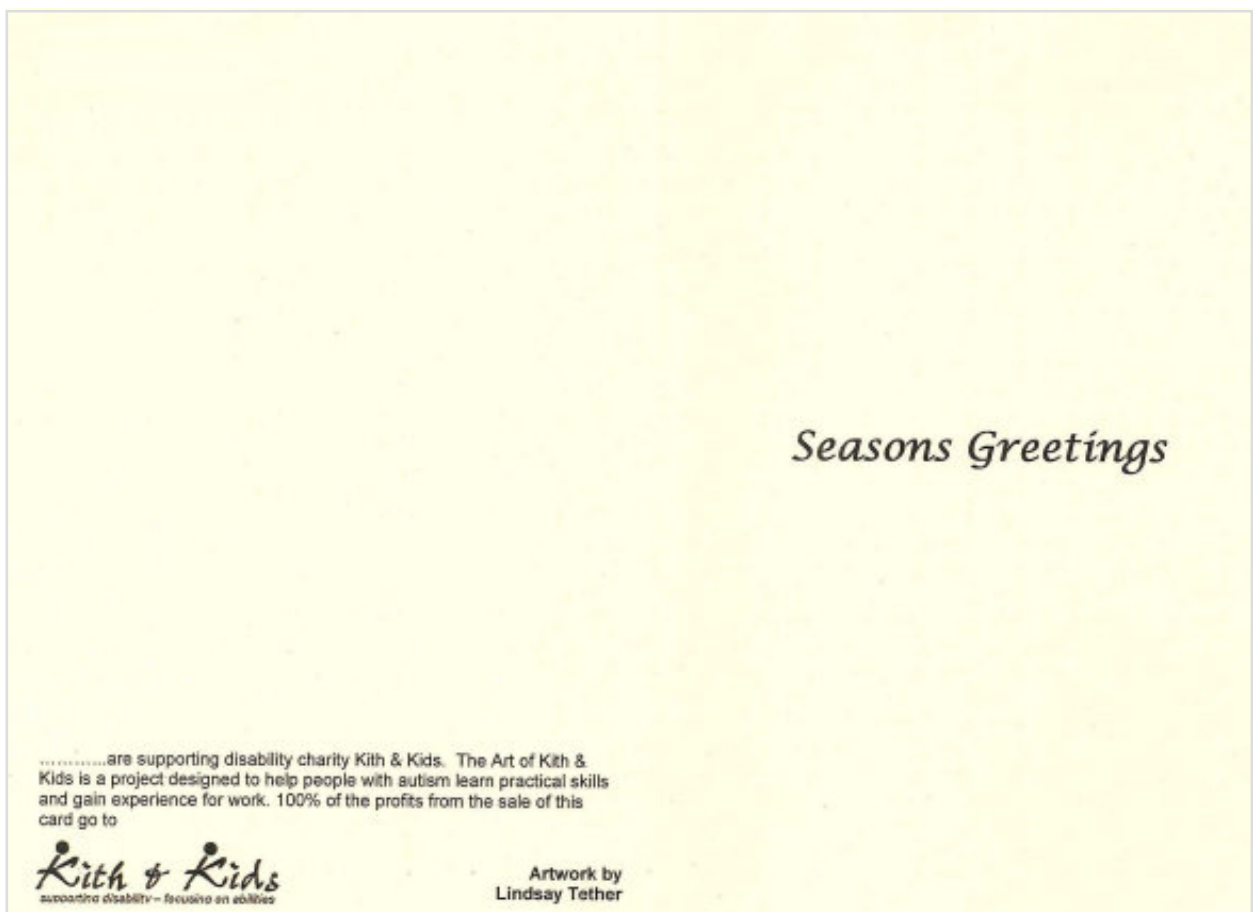 Seasons Greetings
............are supporting disability charity Kith & Kids. The Art of Kith &
Kids is a project designed to help people with autism learn practical skills
and gain experience for work. 100% of the profits from the sale of this
card go to
Kith & Kids
supporting disability – focusing on abilities
Artwork by
Lindsay Tether